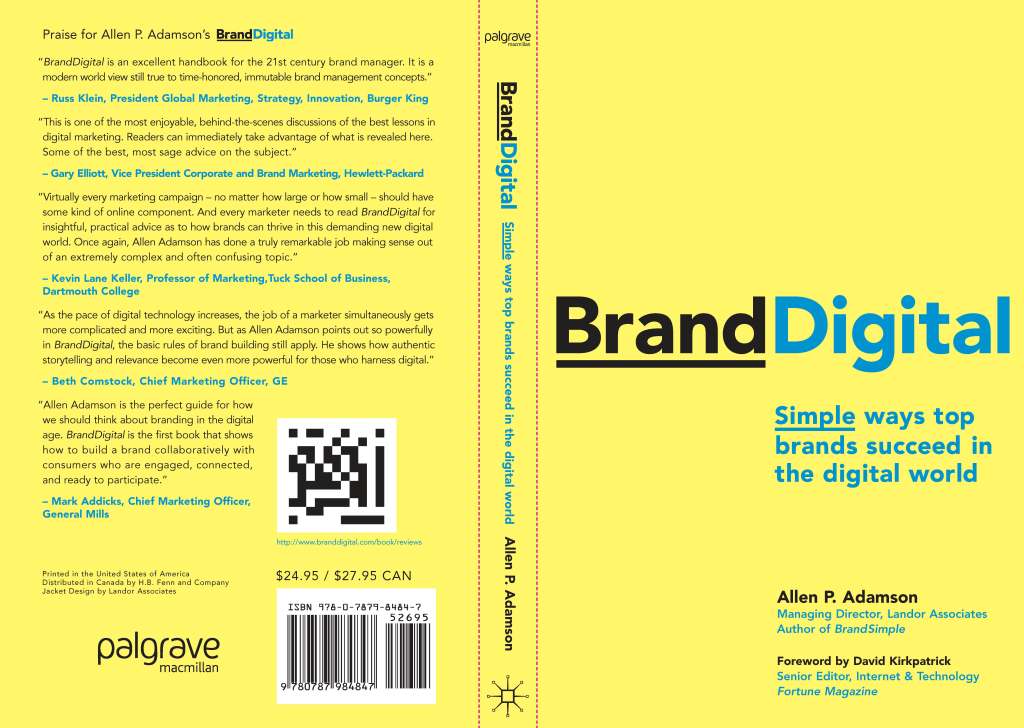 Praise for Allen P. Adamson's BrandDigital
"BrandDigital is an excellent handbook for the 21st century brand manager. It is a
modern world view still true to time-honored, immutable brand management concepts."
– Russ Klein, President Global Marketing, Strategy, Innovation, Burger King
"This is one of the most enjoyable, behind-the-scenes discussions of the best lessons in
digital marketing. Readers can immediately take advantage of what is revealed here.
Some of the best, most sage advice on the subject."
– Gary Elliott, Vice President Corporate and Brand Marketing, Hewlett-Packard
"Virtually every marketing campaign – no matter how large or how small – should have
some kind of online component. And every marketer needs to read BrandDigital for
insightful, practical advice as to how brands can thrive in this demanding new digital
world. Once again, Allen Adamson has done a truly remarkable job making sense out
of an extremely complex and often confusing topic."
– Kevin Lane Keller, Professor of Marketing,Tuck School of Business,
Dartmouth College
"As the pace of digital technology increases, the job of a marketer simultaneously gets
more complicated and more exciting. But as Allen Adamson points out so powerfully
in BrandDigital, the basic rules of brand building still apply. He shows how authentic
storytelling and relevance become even more powerful for those who harness digital."
– Beth Comstock, Chief Marketing Officer, GE
"Allen Adamson is the perfect guide for how
we should think about branding in the digital
age. BrandDigital is the first book that shows
how to build a brand collaboratively with
consumers who are engaged, connected,
and ready to participate."
– Mark Addicks, Chief Marketing Officer,
General Mills
http://www.branddigital.com/book/reviews
Printed in the United States of America
Distributed in Canada by H.B. Fenn and Company
Jacket Design by Landor Associates
$24.95 / $27.95 CAN
ISBN 978-0-7879-8484-7
52695
9 780787 984847
palgrave
macmillan
palgrave
macmillan
BrandDigital Simple ways top brands succeed in the digital world Allen P. Adamson
BrandDigital
Simple ways top
brands succeed in
the digital world
Allen P. Adamson
Managing Director, Landor Associates
Author of BrandSimple
Foreword by David Kirkpatrick
Senior Editor, Internet & Technology
Fortune Magazine